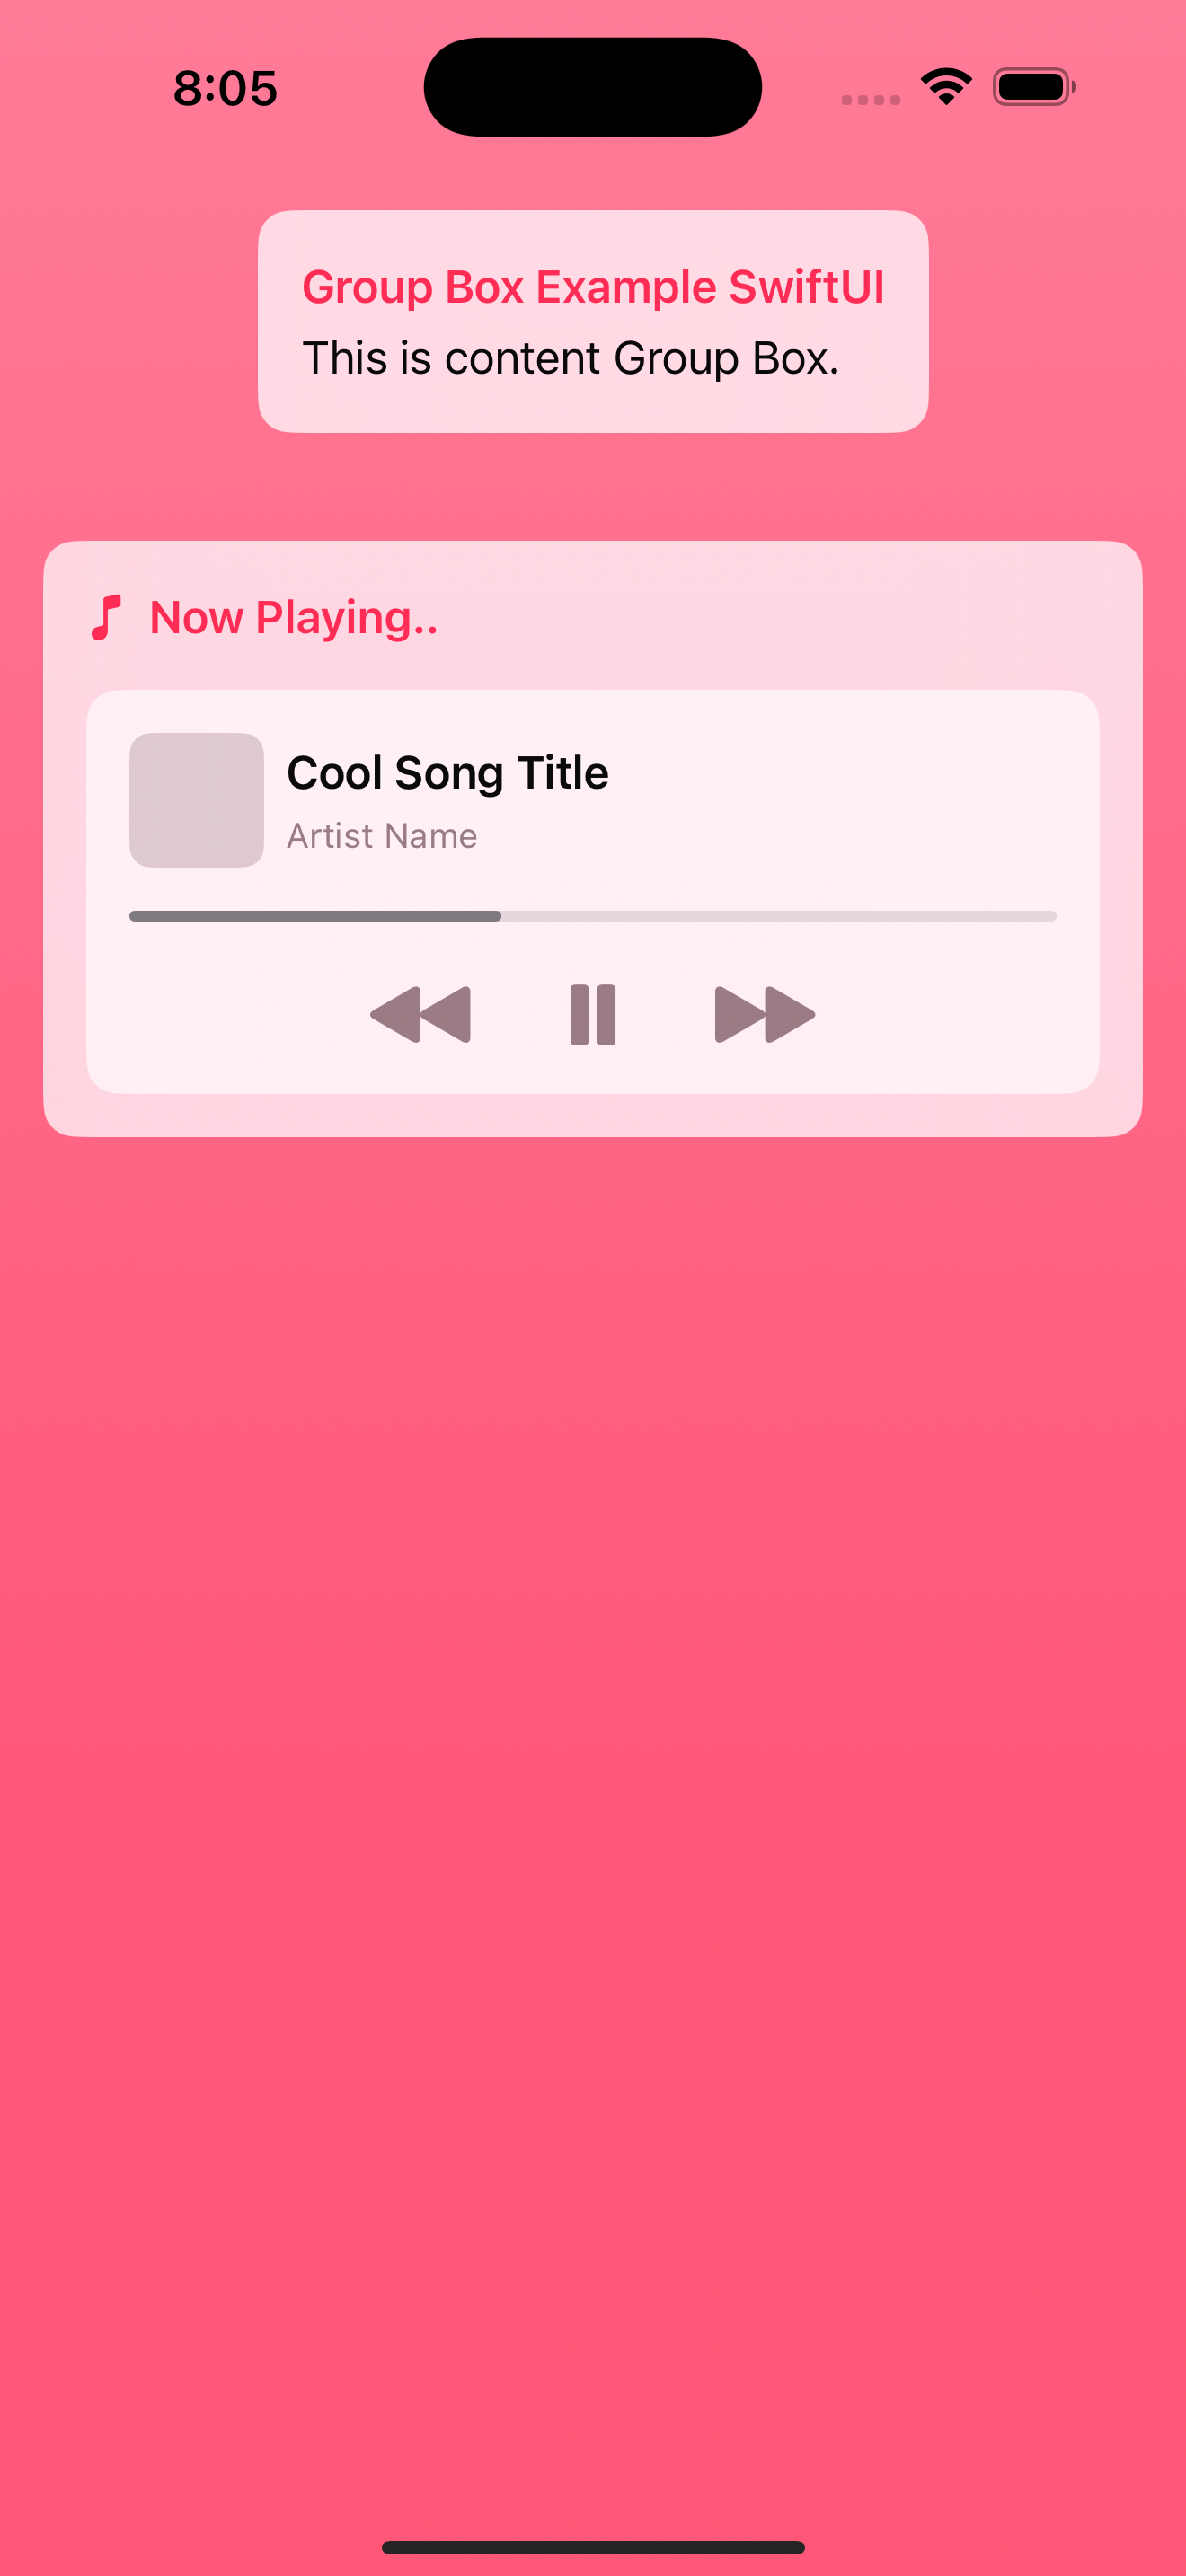 8:05
Group Box Example SwiftUI
This is content Group Box.
Now Playing..
Cool Song Title
Artist Name